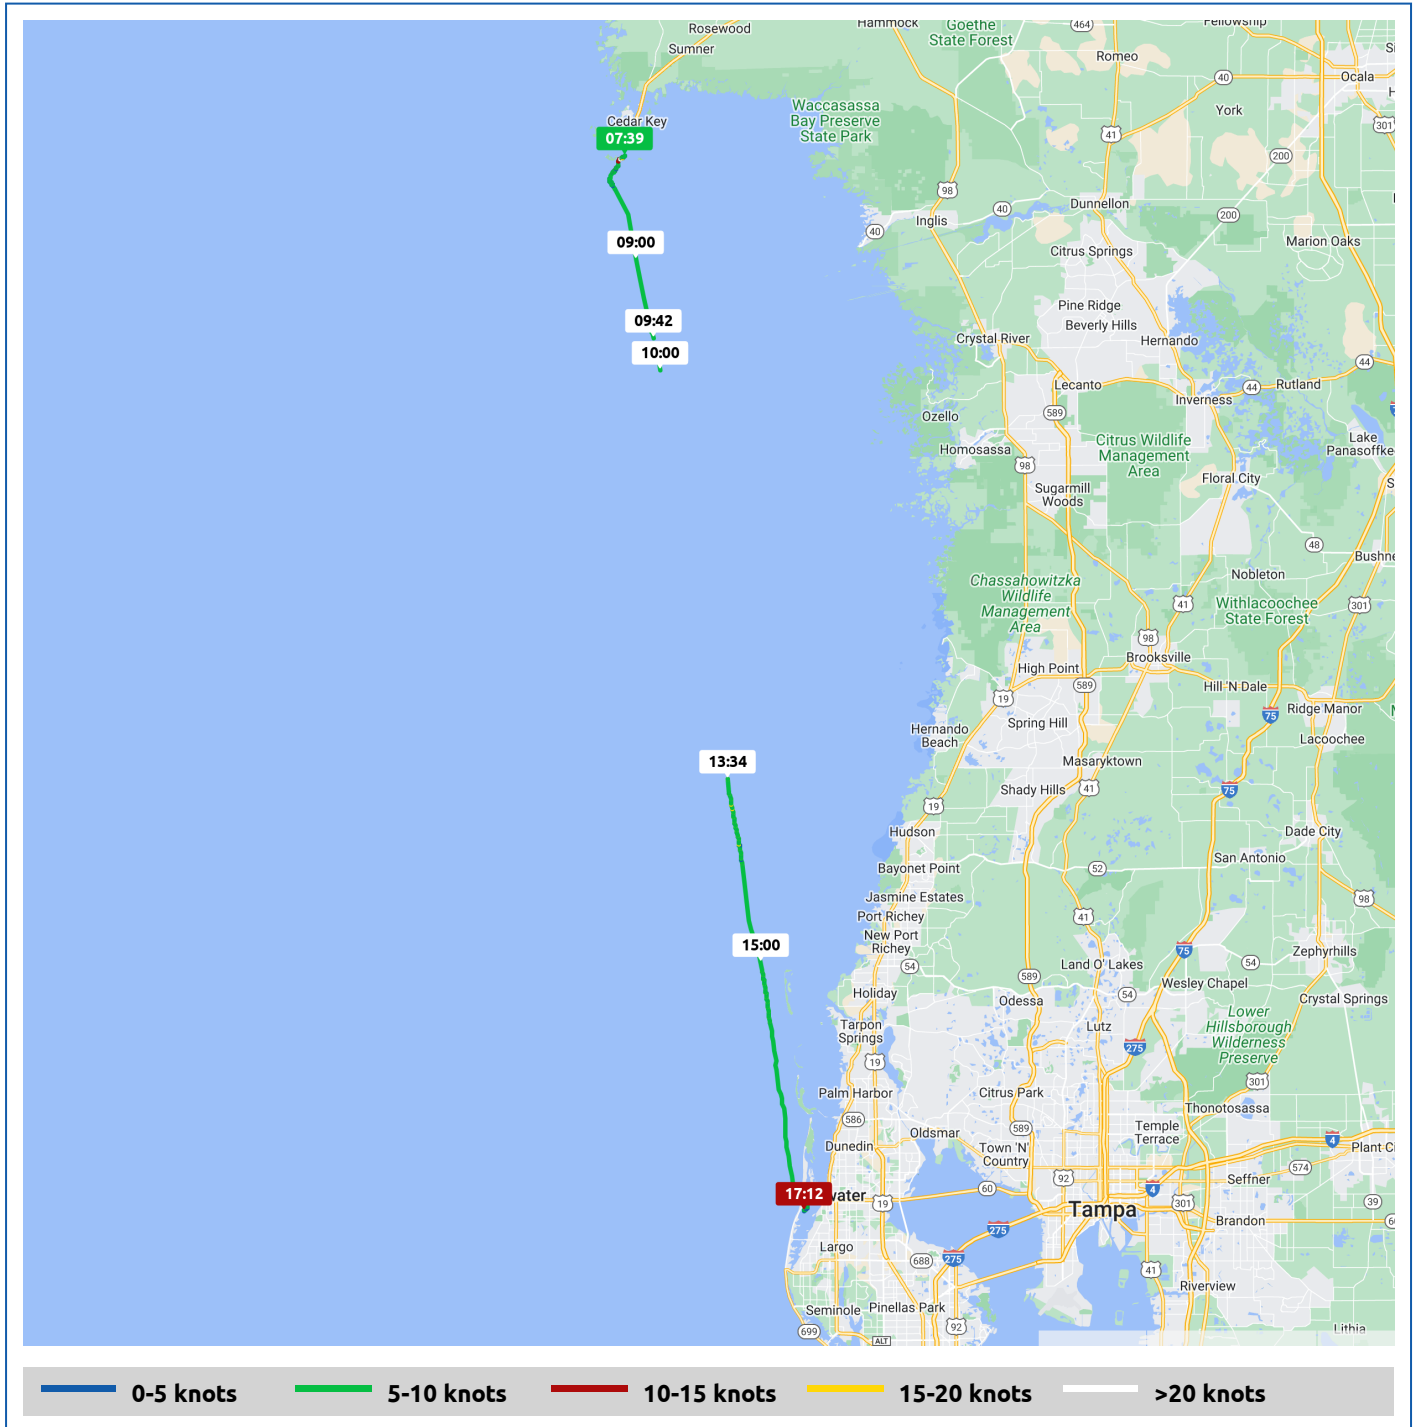 Hammock
Fellowship
Rosewood
Goethe
State Forest
464
Sumner
Romeo
40
Ocala
Waccasassa
Bay Preserve
State Park
York
Cedar Key
301
07:39
41
200
98
Dunnellon
40
200
Inglis
40
Marion Oaks
09:00
Citrus Springs
Pine Ridge
09:42
Beverly Hills
Crystal River
Hernando
10:00
44
Lecanto
44
Rutland
Inverness
589
Ozello
Lake
Panasoffke
Citrus Wildlife
Management
Area
Homosassa
98
Floral City
Sugarmill
Woods
48
Bushne
Nobleton
Chassahowitzka
Wildlife
Management
Area
41
Withlacoochee
State Forest
301
98
Brooksville
High Point
589
Hill 'N Dale
19
75
Ridge Manor
Spring Hill
Hernando
Beach
Lacoochee
13:34
Masaryktown
Shady Hills
41
75
19
Hudson
Dade City
San Antonio
Bayonet Point
52
Jasmine Estates
98
Port Richey
41
New Port
Richey
15:00
75
Zephyrhills
54
Land O' Lakes
54
589
Wesley Chapel
Holiday
54
Odessa
Crystal Springs
Tarpon
Springs
Lutz
Lower
Hillsborough
Wilderness
Preserve
275
19
301
Palm Harbor
Citrus Park
Thonotosassa
586
589
Oldsmar
Temple
Terrace
4
Dunedin
Town 'N'
Country
Plant Ci
574
92
Seffner
60
4
17:12
water
19
301
39
Tampa
Brandon
275
Largo
688
275
41
Riverview
Seminole
Pinellas Park
699
92
Lithia
ALT
0-5 knots
5-10 knots
10-15 knots
15-20 knots
>20 knots